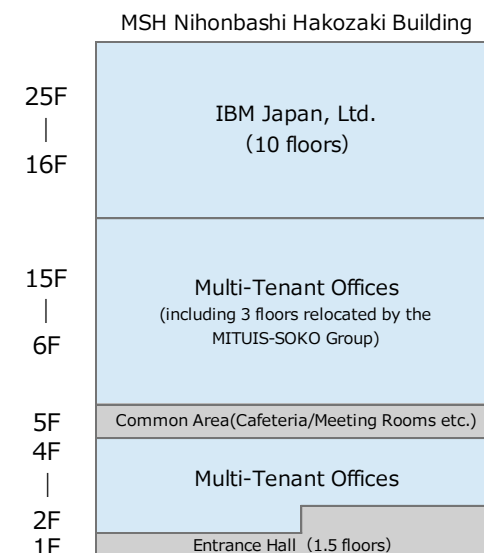 MSH Nihonbashi Hakozaki Building
25F
|
16F
IBM Japan, Ltd.
(10 floors)
15F
|
6F
Multi-Tenant Offices
(including 3 floors relocated by the
MITUIS-SOKO Group)
5F
Common Area(Cafeteria/Meeting Rooms etc.)
4F
|
2F
Multi-Tenant Offices
1F
Entrance Hall (1.5 floors)